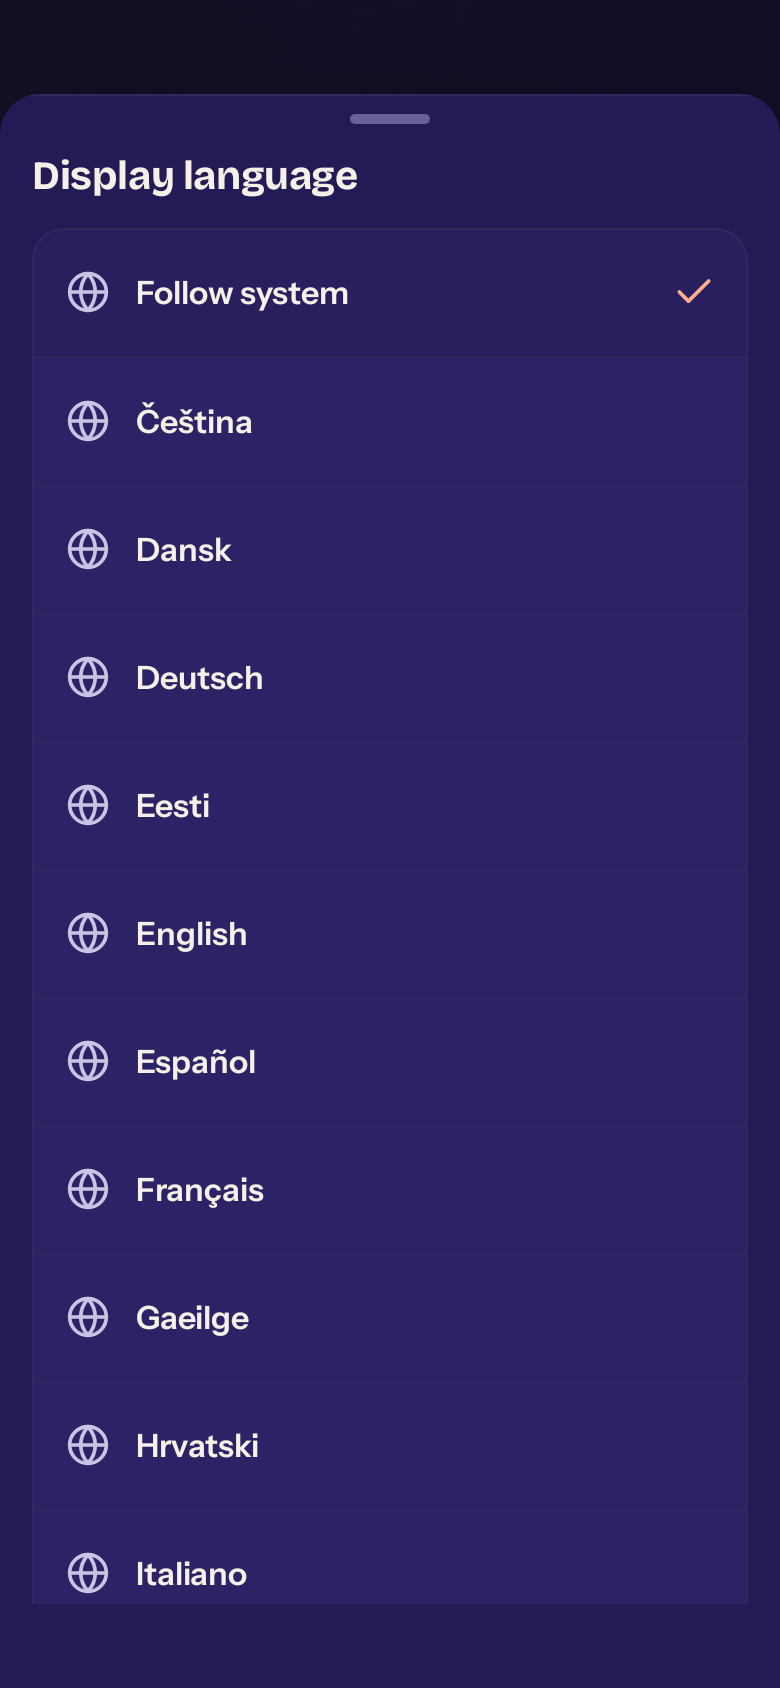 Display language
Follow system
Čeština
Dansk
Deutsch
Eesti
English
Español
Français
Gaeilge
Hrvatski
Italiano